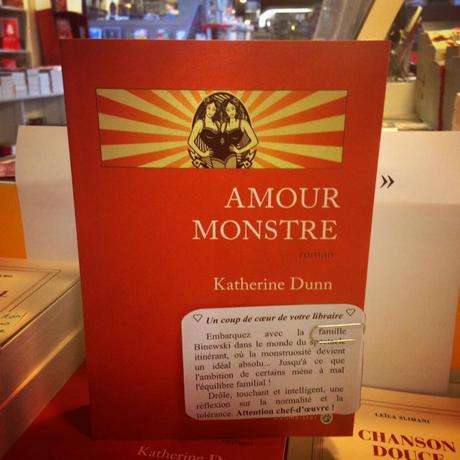 AMOUR
MONSTRE
roman
Katherine Dunn
»
♡ Un coup de cœur de votre libraire ♡
Embarquez avec la famille
Binewski dans le monde du spectacle
itinérant, où la monstruosité devient
un idéal absolu... Jusqu'à ce que
l'ambition de certains mène à mal
l'équilibre familial !
Drôle, touchant et intelligent, une
réflexion sur la normalité et la
tolérance. Attention chef-d'œuvre !
Katherine Dunn
LEÏLA SLIMANI
CHANSON
DOUCE